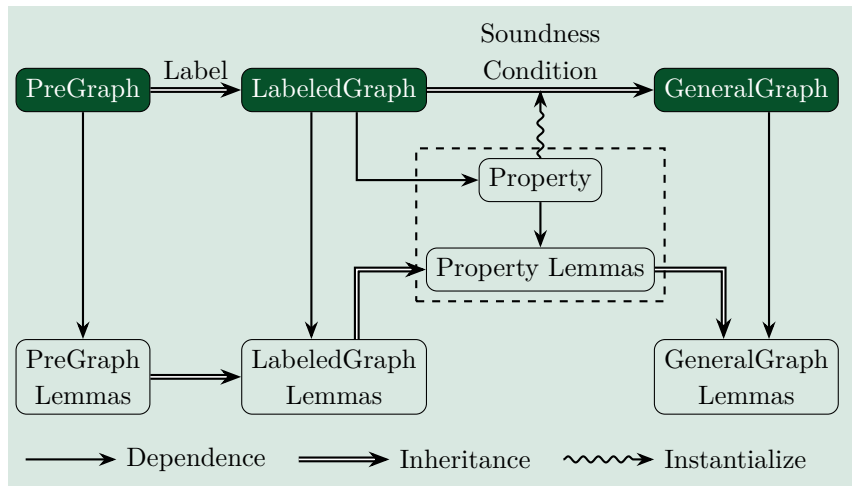 Soundness
Condition
Label
PreGraph
LabeledGraph
GeneralGraph
Property
Property Lemmas
PreGraph
Lemmas
LabeledGraph
Lemmas
GeneralGraph
Lemmas
Dependence
Inheritance
Instantialize